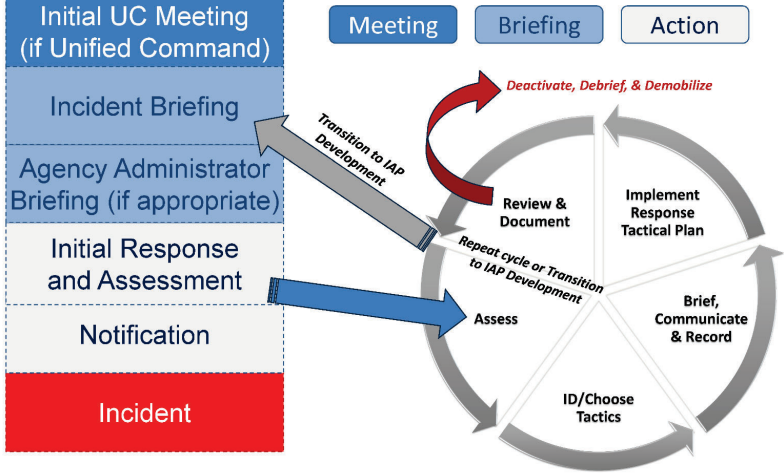 Initial UC Meeting
(if Unified Command)
Incident Briefing
Agency Administrator
Briefing (if appropriate)
Initial Response
and Assessment
Notification
Incident
Meeting
Briefing
Action
Deactivate, Debrief, & Demobilize
Transition to IAP
Development
Review &
Document
Implement
Response
Tactical Plan
Repeat cycle or Transition
to IAP Development
Assess
Brief,
Communicate
& Record
ID/Choose
Tactics